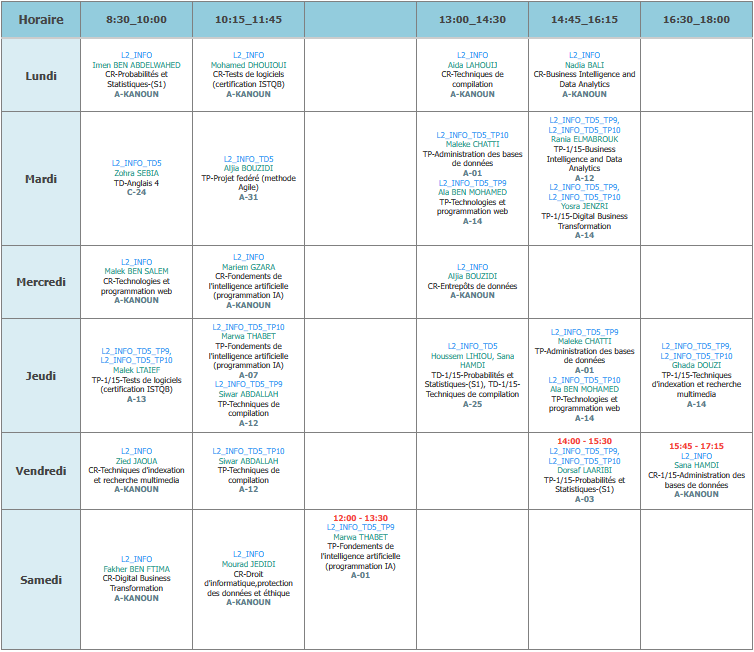 Horaire
8:30_10:00
10:15_11:45
13:00_14:30
14:45_16:15
16:30_18:00
Lundi
L2_INFO
Imen BEN ABDELWAHED
CR-Probabilités et
Statistiques-(S1)
A-KANOUN
L2_INFO
Mohamed DHOUIOUI
CR-Tests de logiciels
(certification ISTQB)
A-KANOUN
L2_INFO
Aida LAHOUIJ
CR-Techniques de
compilation
A-KANOUN
L2_INFO
Nadia BALI
CR-Business Intelligence and
Data Analytics
A-KANOUN
Mardi
L2_INFO_TD5
Zohra SEBIA
TD-Anglais 4
C-24
L2_INFO_TD5
Aljia BOUZIDI
TP-Projet fedéré (methode
Agile)
A-31
L2_INFO_TD5_TP10
Maleke CHATTI
TP-Administration des bases
de données
A-01
L2_INFO_TD5_TP9
Ala BEN MOHAMED
TP-Technologies et
programmation web
A-14
L2_INFO_TD5_TP9,
L2_INFO_TD5_TP10
Rania ELMABROUK
TP-1/15-Business
Intelligence and Data
Analytics
A-12
L2_INFO_TD5_TP9,
L2_INFO_TD5_TP10
Yosra JENZRI
TP-1/15-Digital Business
Transformation
A-14
Mercredi
L2_INFO
Malek BEN SALEM
CR-Technologies et
programmation web
A-KANOUN
L2_INFO
Mariem GZARA
CR-Fondements de
l'intelligence artificielle
(programmation IA)
A-KANOUN
L2_INFO
Aljia BOUZIDI
CR-Entrepôts de données
A-KANOUN
Jeudi
L2_INFO_TD5_TP9,
L2_INFO_TD5_TP10
Malek LTAIEF
TP-1/15-Tests de logiciels
(certification ISTQB)
A-13
L2_INFO_TD5_TP10
Marwa THABET
TP-Fondements de
l'intelligence artificielle
(programmation IA)
A-07
L2_INFO_TD5_TP9
Siwar ABDALLAH
TP-Techniques de
compilation
A-12
L2_INFO_TD5
Houssem LIHIOU, Sana
HAMDI
TD-1/15-Probabilités et
Statistiques-(S1), TD-1/15-
Techniques de compilation
A-25
L2_INFO_TD5_TP9
Maleke CHATTI
TP-Administration des bases
de données
A-01
L2_INFO_TD5_TP10
Ala BEN MOHAMED
TP-Technologies et
programmation web
A-14
L2_INFO_TD5_TP9,
L2_INFO_TD5_TP10
Ghada DOUZI
TP-1/15-Techniques
d'indexation et recherche
multimedia
A-14
Vendredi
L2_INFO
Zied JAOUA
CR-Techniques d'indexation
et recherche multimedia
A-KANOUN
L2_INFO_TD5_TP10
Siwar ABDALLAH
TP-Techniques de
compilation
A-12
14:00 - 15:30
L2_INFO_TD5_TP9,
L2_INFO_TD5_TP10
Dorsaf LAARIBI
TP-1/15-Probabilités et
Statistiques-(S1)
A-03
15:45 - 17:15
L2_INFO
Sana HAMDI
CR-1/15-Administration des
bases de données
A-KANOUN
Samedi
L2_INFO
Fakher BEN FTIMA
CR-Digital Business
Transformation
A-KANOUN
L2_INFO
Mourad JEDIDI
CR-Droit
d'informatique,protection
des données et éthique
A-KANOUN
12:00 - 13:30
L2_INFO_TD5_TP9
Marwa THABET
TP-Fondements de
l'intelligence artificielle
(programmation IA)
A-01